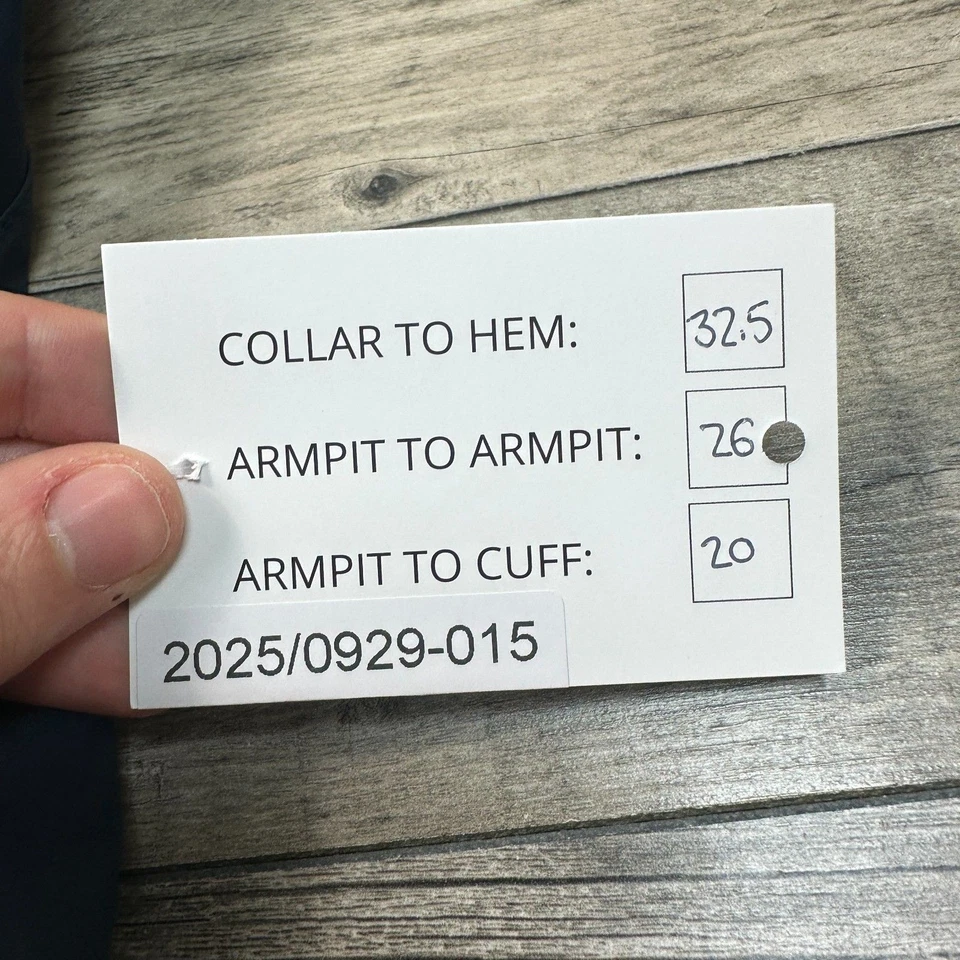 COLLAR TO HEM: 32.5
ARMPIT TO ARMPIT: 26
ARMPIT TO CUFF: 20
2025/0929-015